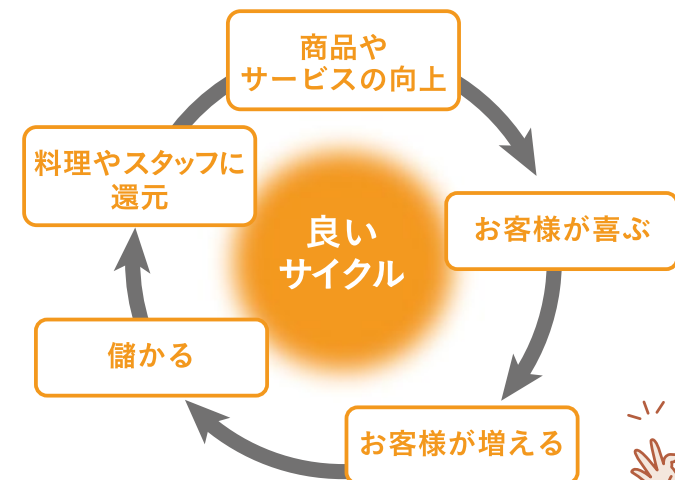 商品や
サービスの向上
料理やスタッフに
還元
良い
サイクル
お客様が喜ぶ
儲かる
お客様が増える